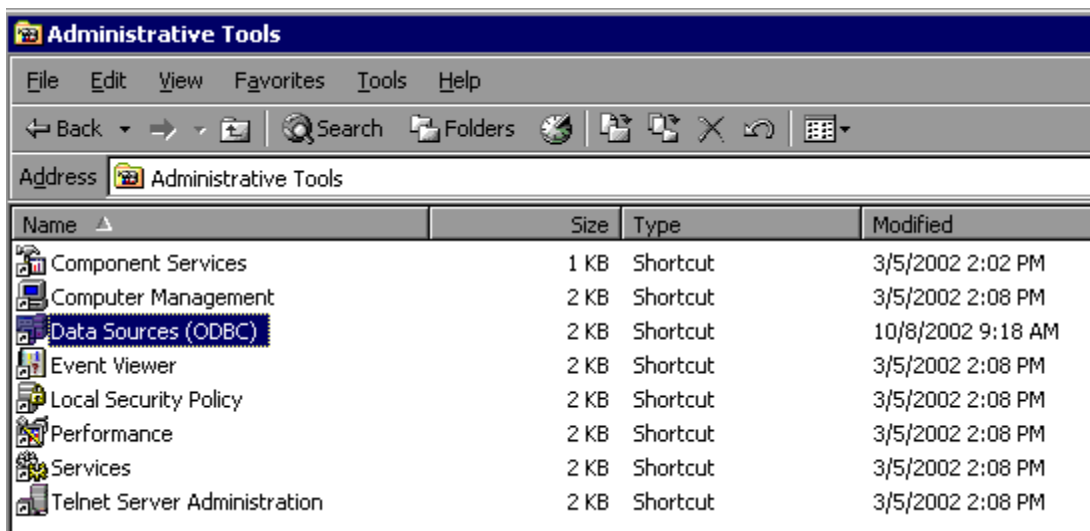 Administrative Tools
File Edit View Favorites Tools Help
Back Search Folders
Address Administrative Tools
Name Size Type Modified
Component Services 1 KB Shortcut 3/5/2002 2:02 PM
Computer Management 2 KB Shortcut 3/5/2002 2:08 PM
Data Sources (ODBC) 2 KB Shortcut 10/8/2002 9:18 AM
Event Viewer 2 KB Shortcut 3/5/2002 2:08 PM
Local Security Policy 2 KB Shortcut 3/5/2002 2:08 PM
Performance 2 KB Shortcut 3/5/2002 2:08 PM
Services 2 KB Shortcut 3/5/2002 2:08 PM
Telnet Server Administration 2 KB Shortcut 3/5/2002 2:08 PM